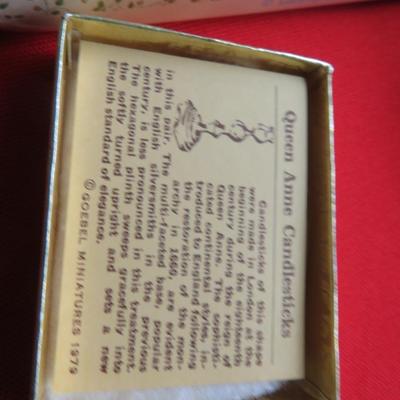 Queen Anne Candlesticks
Candlesticks of this shape
were made in London at the
beginning of the eighteenth
century during the reign of
Queen Anne. The sophisti-
cated continental styles, in-
troduced to England following
the restoration of the mon-
archy in 1660, are evident
in this pair. The multi-faceted base, popular
with English silversmiths in the previous
century, is less pronounced in this treatment.
The hexagonal plinth sweeps gracefully into
the softly turned upright and sets a new
English standard of elegance.
© GOEBEL MINIATURES 1979